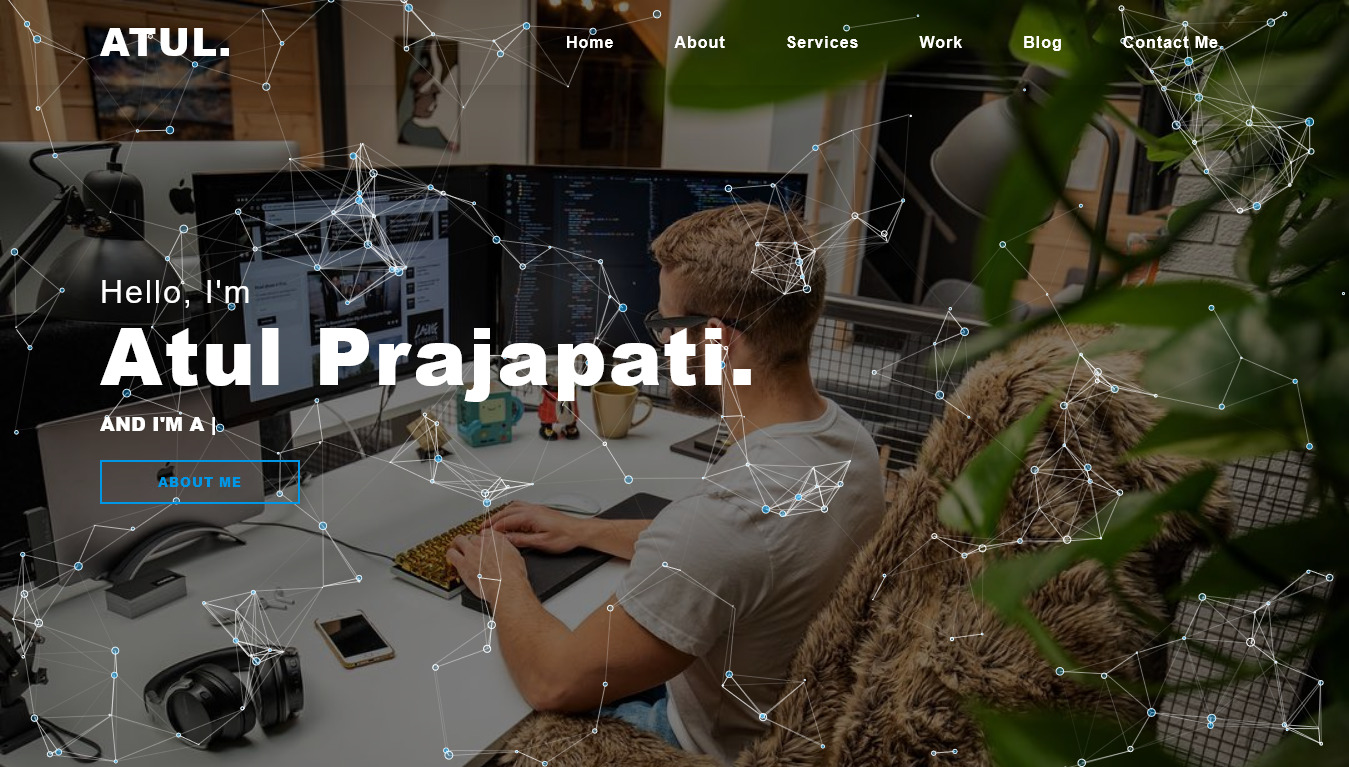 ATUL.
Home About Services Work Blog Contact Me.
Hello, I'm
Atul Prajapati.
AND I'M A |
ABOUT ME